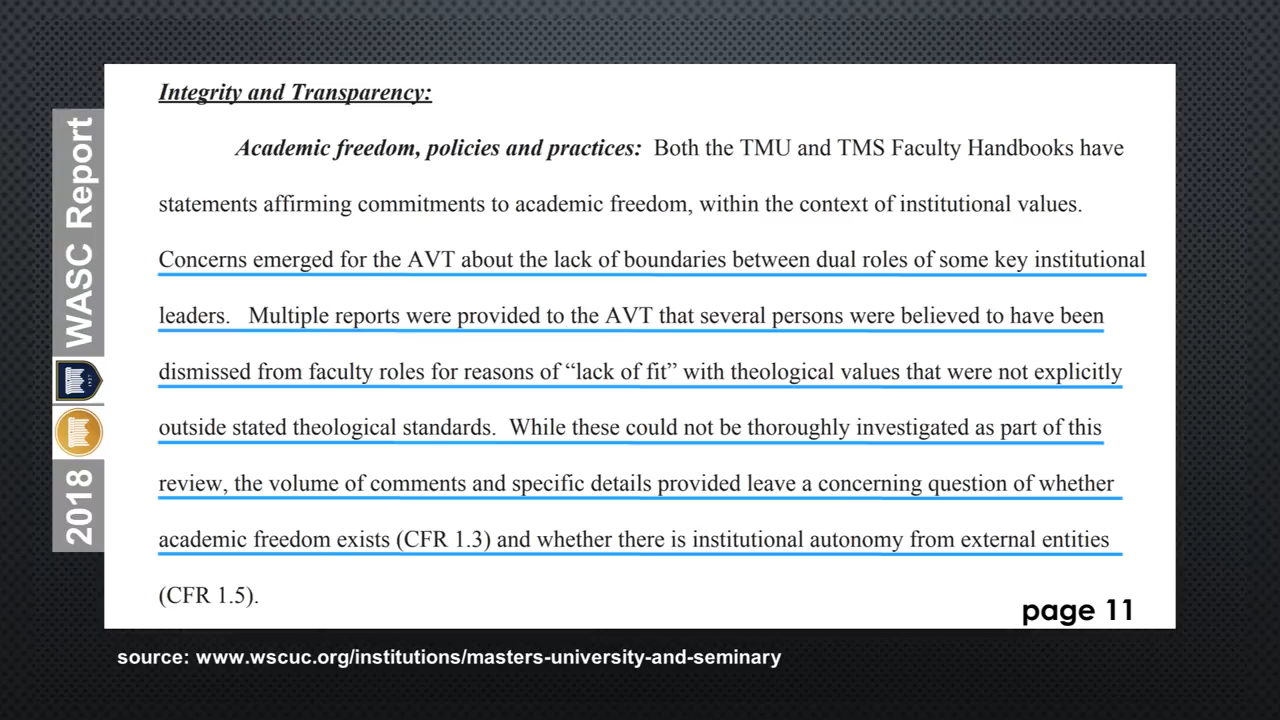 Integrity and Transparency:
Academic freedom, policies and practices: Both the TMU and TMS Faculty Handbooks have
statements affirming commitments to academic freedom, within the context of institutional values.
Concerns emerged for the AVT about the lack of boundaries between dual roles of some key institutional
leaders. Multiple reports were provided to the AVT that several persons were believed to have been
dismissed from faculty roles for reasons of “lack of fit” with theological values that were not explicitly
outside stated theological standards. While these could not be thoroughly investigated as part of this
review, the volume of comments and specific details provided leave a concerning question of whether
academic freedom exists (CFR 1.3) and whether there is institutional autonomy from external entities
(CFR 1.5).
page 11
2018 WASC Report
source: www.wscuc.org/institutions/masters-university-and-seminary